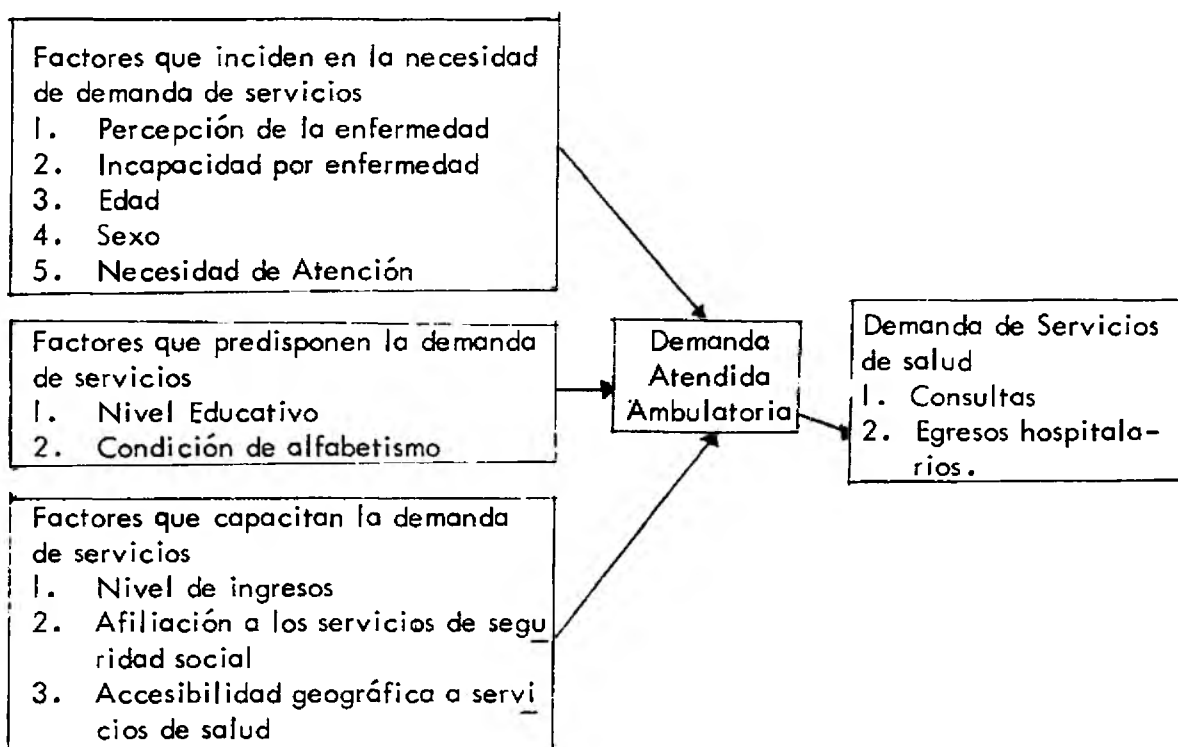 Factores que inciden en la necesidad
de demanda de servicios
1. Percepción de la enfermedad
2. Incapacidad por enfermedad
3. Edad
4. Sexo
5. Necesidad de Atención
Factores que predisponen la demanda
de servicios
1. Nivel Educativo
2. Condición de alfabetismo
Factores que capacitan la demanda
de servicios
1. Nivel de ingresos
2. Afiliación a los servicios de segu
ridad social
3. Accesibilidad geográfica a servi
cios de salud
Demanda
Atendida
Ambulatoria
Demanda de Servicios
de salud
1. Consultas
2. Egresos hospitala-
rios.